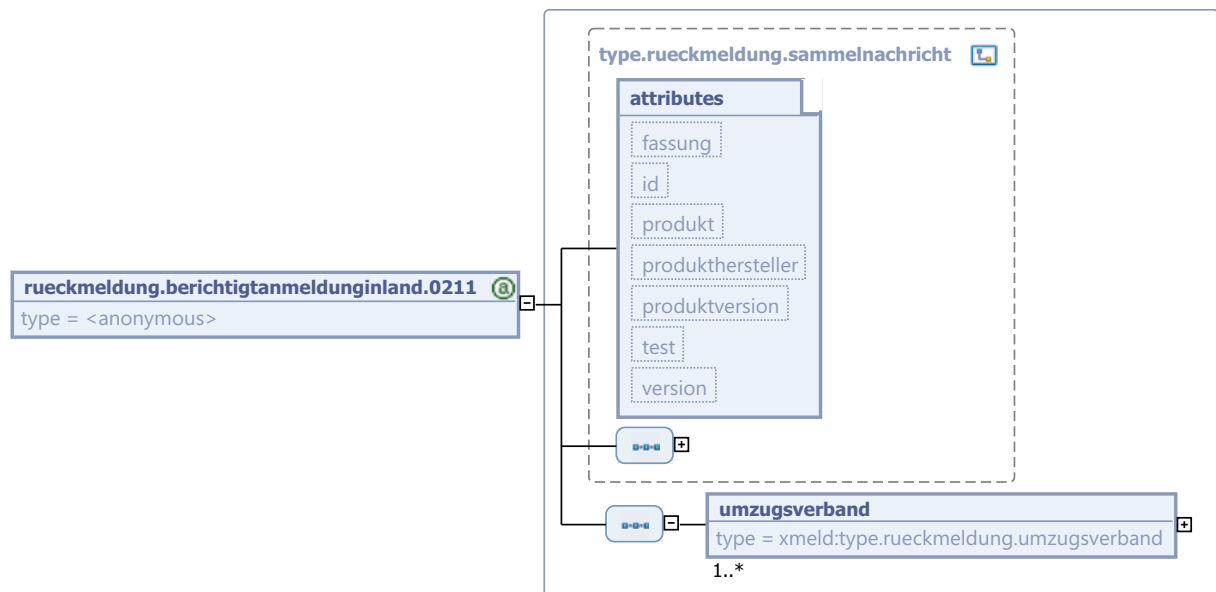 type.rueckmeldung.sammelnachricht
attributes
fassung
id
produkt
produkthersteller
produktversion
test
version
rueckmeldung.berichtigtanmeldunginland.0211 @
type = <anonymous>
umzugsverband
type = xmeld:type.rueckmeldung.umzugsverband
1..*